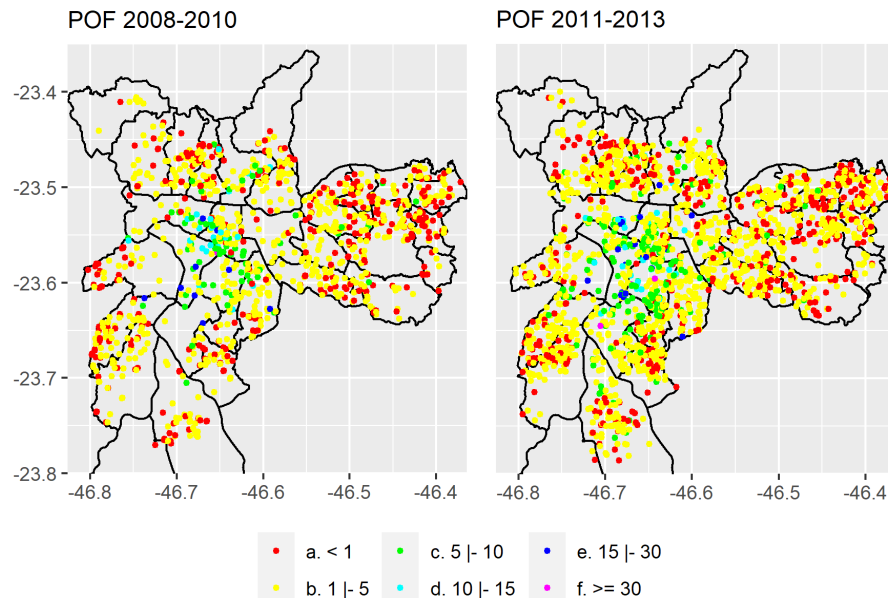 POF 2008-2010 POF 2011-2013
-23.4
-23.5
-23.6
-23.7
-23.8
-46.8 -46.7 -46.6 -46.5 -46.4 -46.8 -46.7 -46.6 -46.5 -46.4
a. < 1 c. 5 |- 10 e. 15 |- 30
b. 1 |- 5 d. 10 |- 15 f. >= 30